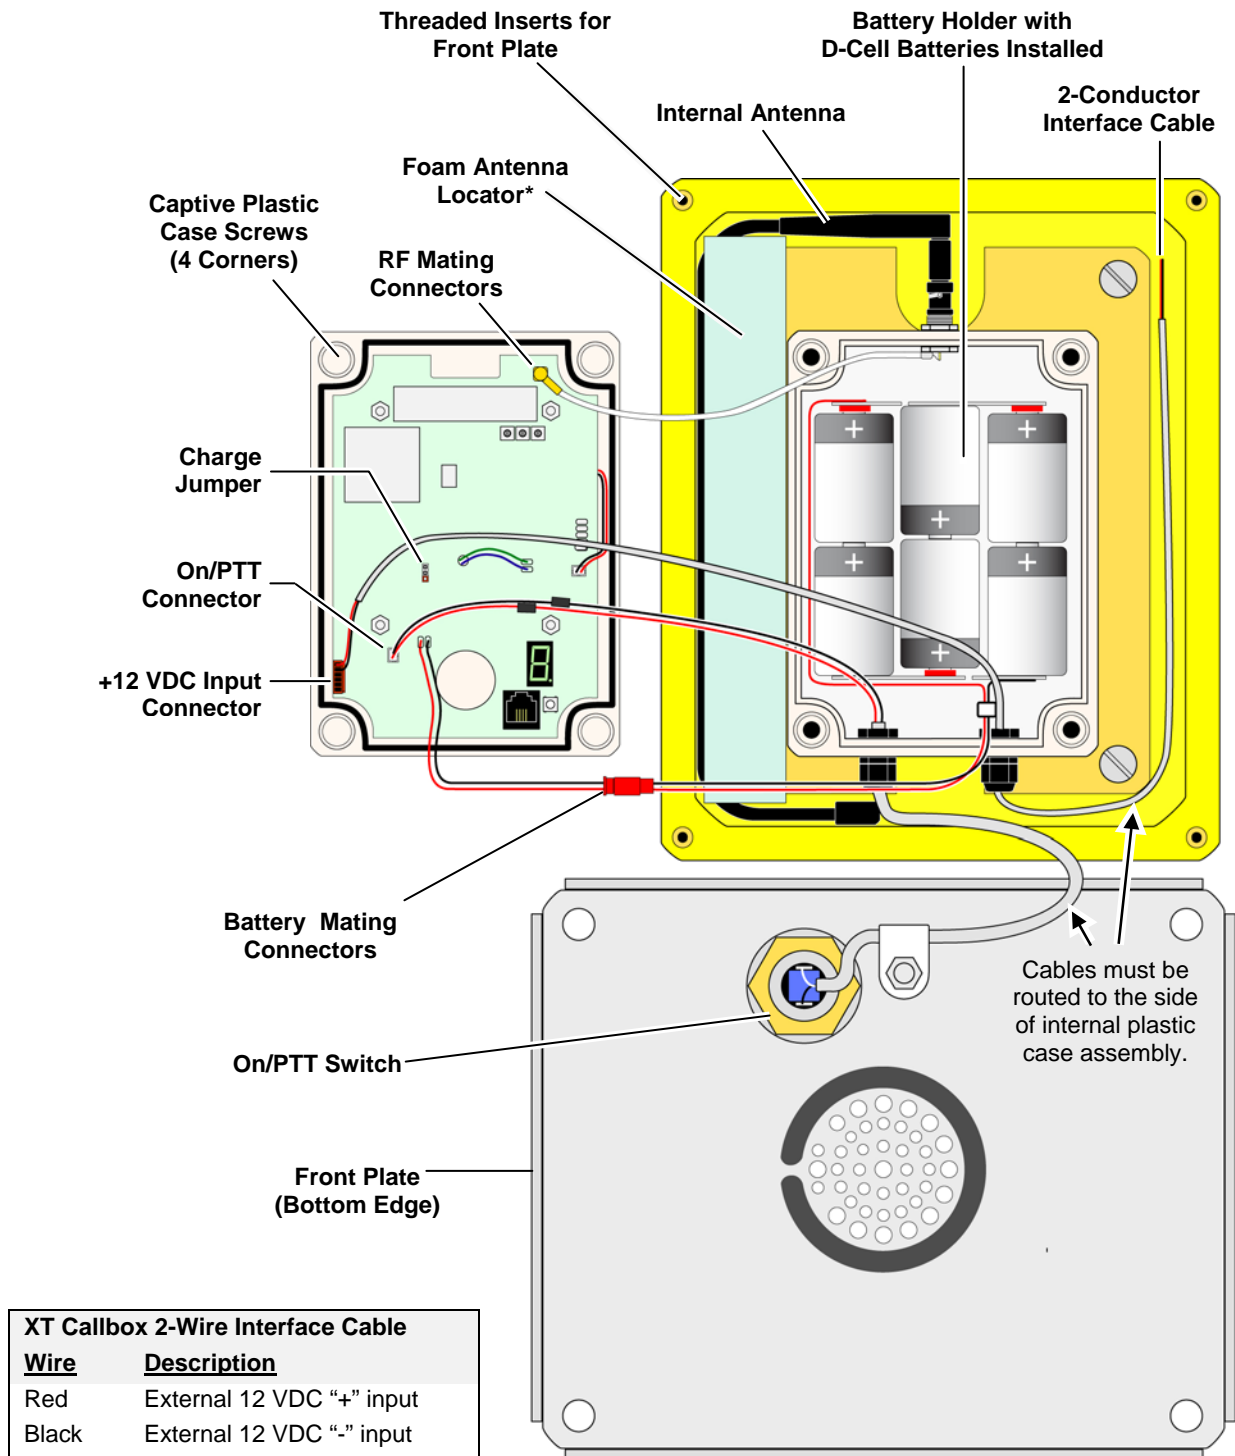 Threaded Inserts for
Front Plate
Battery Holder with
D-Cell Batteries Installed
2-Conductor
Interface Cable
Internal Antenna
Foam Antenna
Locator*
Captive Plastic
Case Screws
(4 Corners)
RF Mating
Connectors
Charge
Jumper
On/PTT
Connector
+12 VDC Input
Connector
Battery Mating
Connectors
Cables must be
routed to the side
of internal plastic
case assembly.
On/PTT Switch
Front Plate
(Bottom Edge)
XT Callbox 2-Wire Interface Cable
Wire Description
Red External 12 VDC “+” input
Black External 12 VDC “-” input